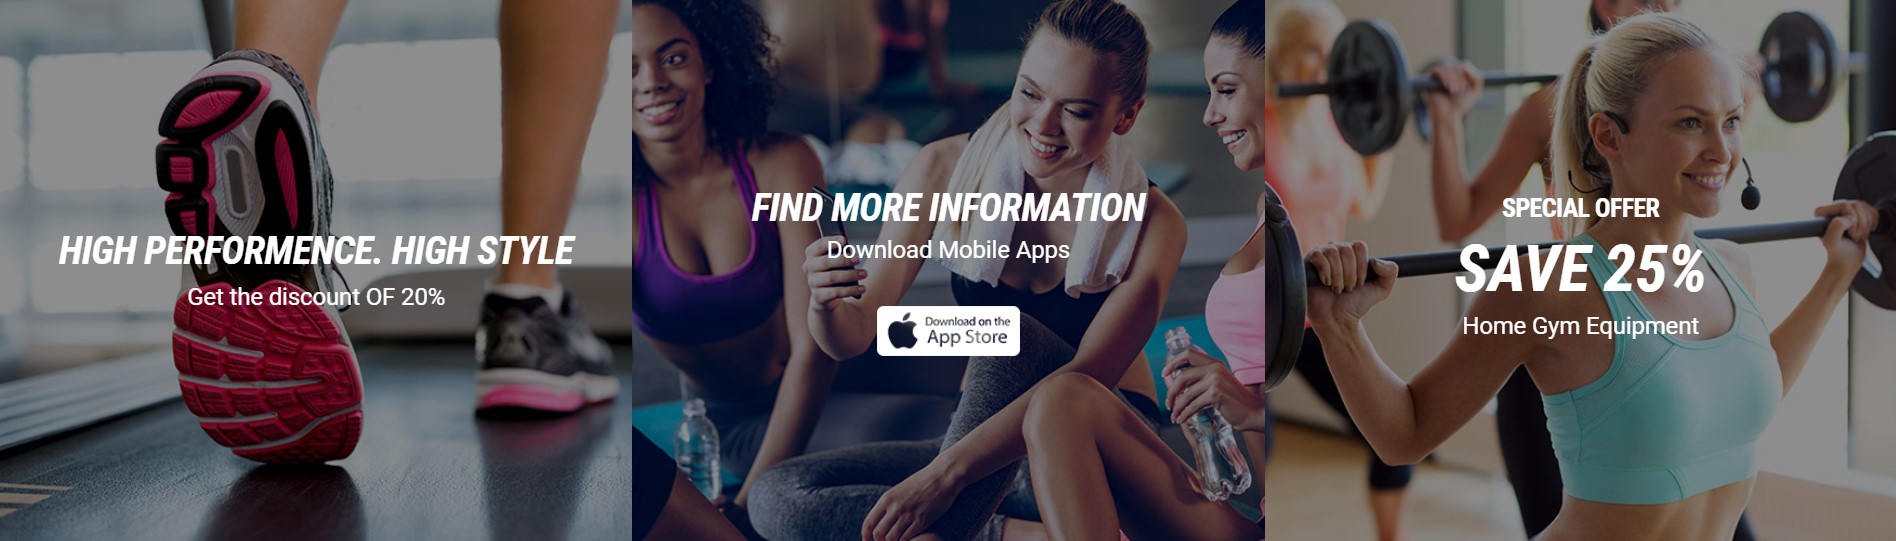 HIGH PERFORMENCE. HIGH STYLE
Get the discount OF 20%
FIND MORE INFORMATION
Download Mobile Apps
Download on the
App Store
SPECIAL OFFER
SAVE 25%
Home Gym Equipment